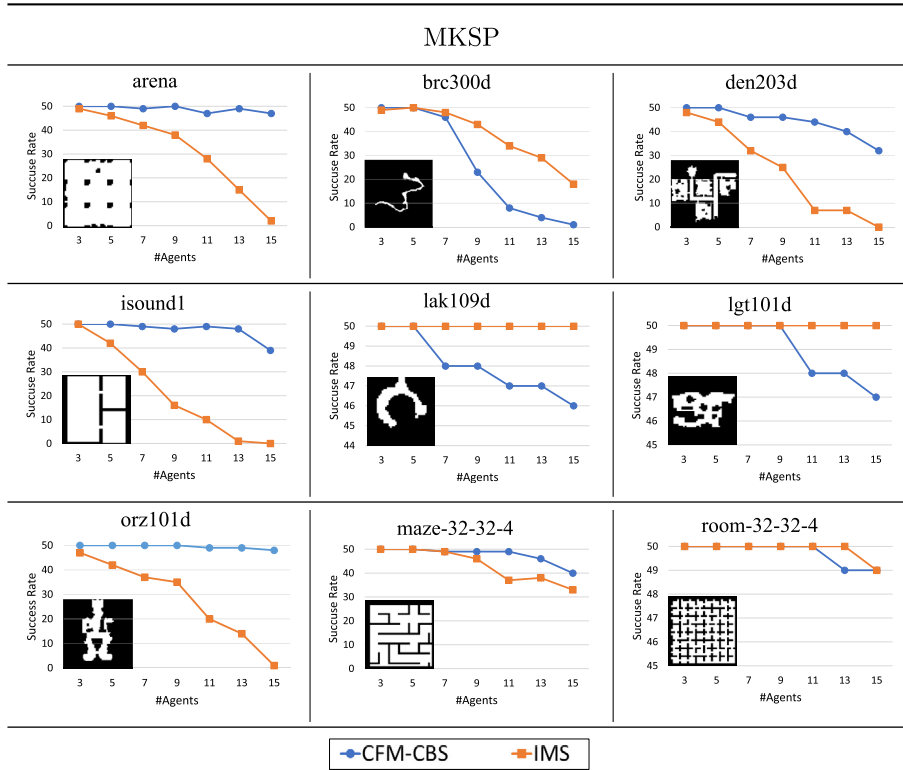 MKSP
arena
Succuse Rate
50
40
30
20
10
0
3 5 7 9 11 13 15
#Agents
brc300d
Succuse Rate
50
40
30
20
10
0
3 5 7 9 11 13 15
#Agents
den203d
Succuse Rate
50
40
30
20
10
0
3 5 7 9 11 13 15
#Agents
isound1
Succuse Rate
50
40
30
20
10
0
3 5 7 9 11 13 15
#Agents
lak109d
Succuse Rate
50
49
48
47
46
45
44
3 5 7 9 11 13 15
#Agents
lgt101d
Succuse Rate
50
49
48
47
46
45
3 5 7 9 11 13 15
#Agents
orz101d
Success Rate
50
40
30
20
10
0
3 5 7 9 11 13 15
#Agents
maze-32-32-4
Succuse Rate
50
40
30
20
10
0
3 5 7 9 11 13 15
#Agents
room-32-32-4
Succuse Rate
50
49
48
47
46
45
3 5 7 9 11 13 15
#Agents
CFM-CBS IMS